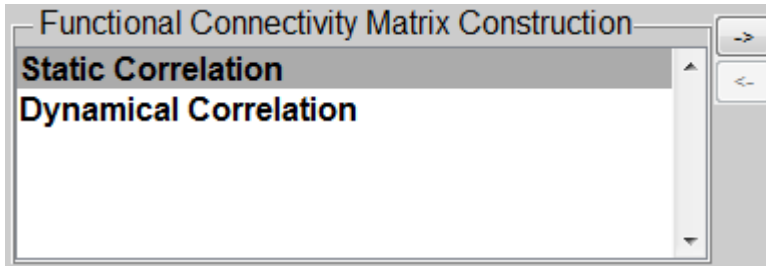 Functional Connectivity Matrix Construction
->
Static Correlation
<-
Dynamical Correlation